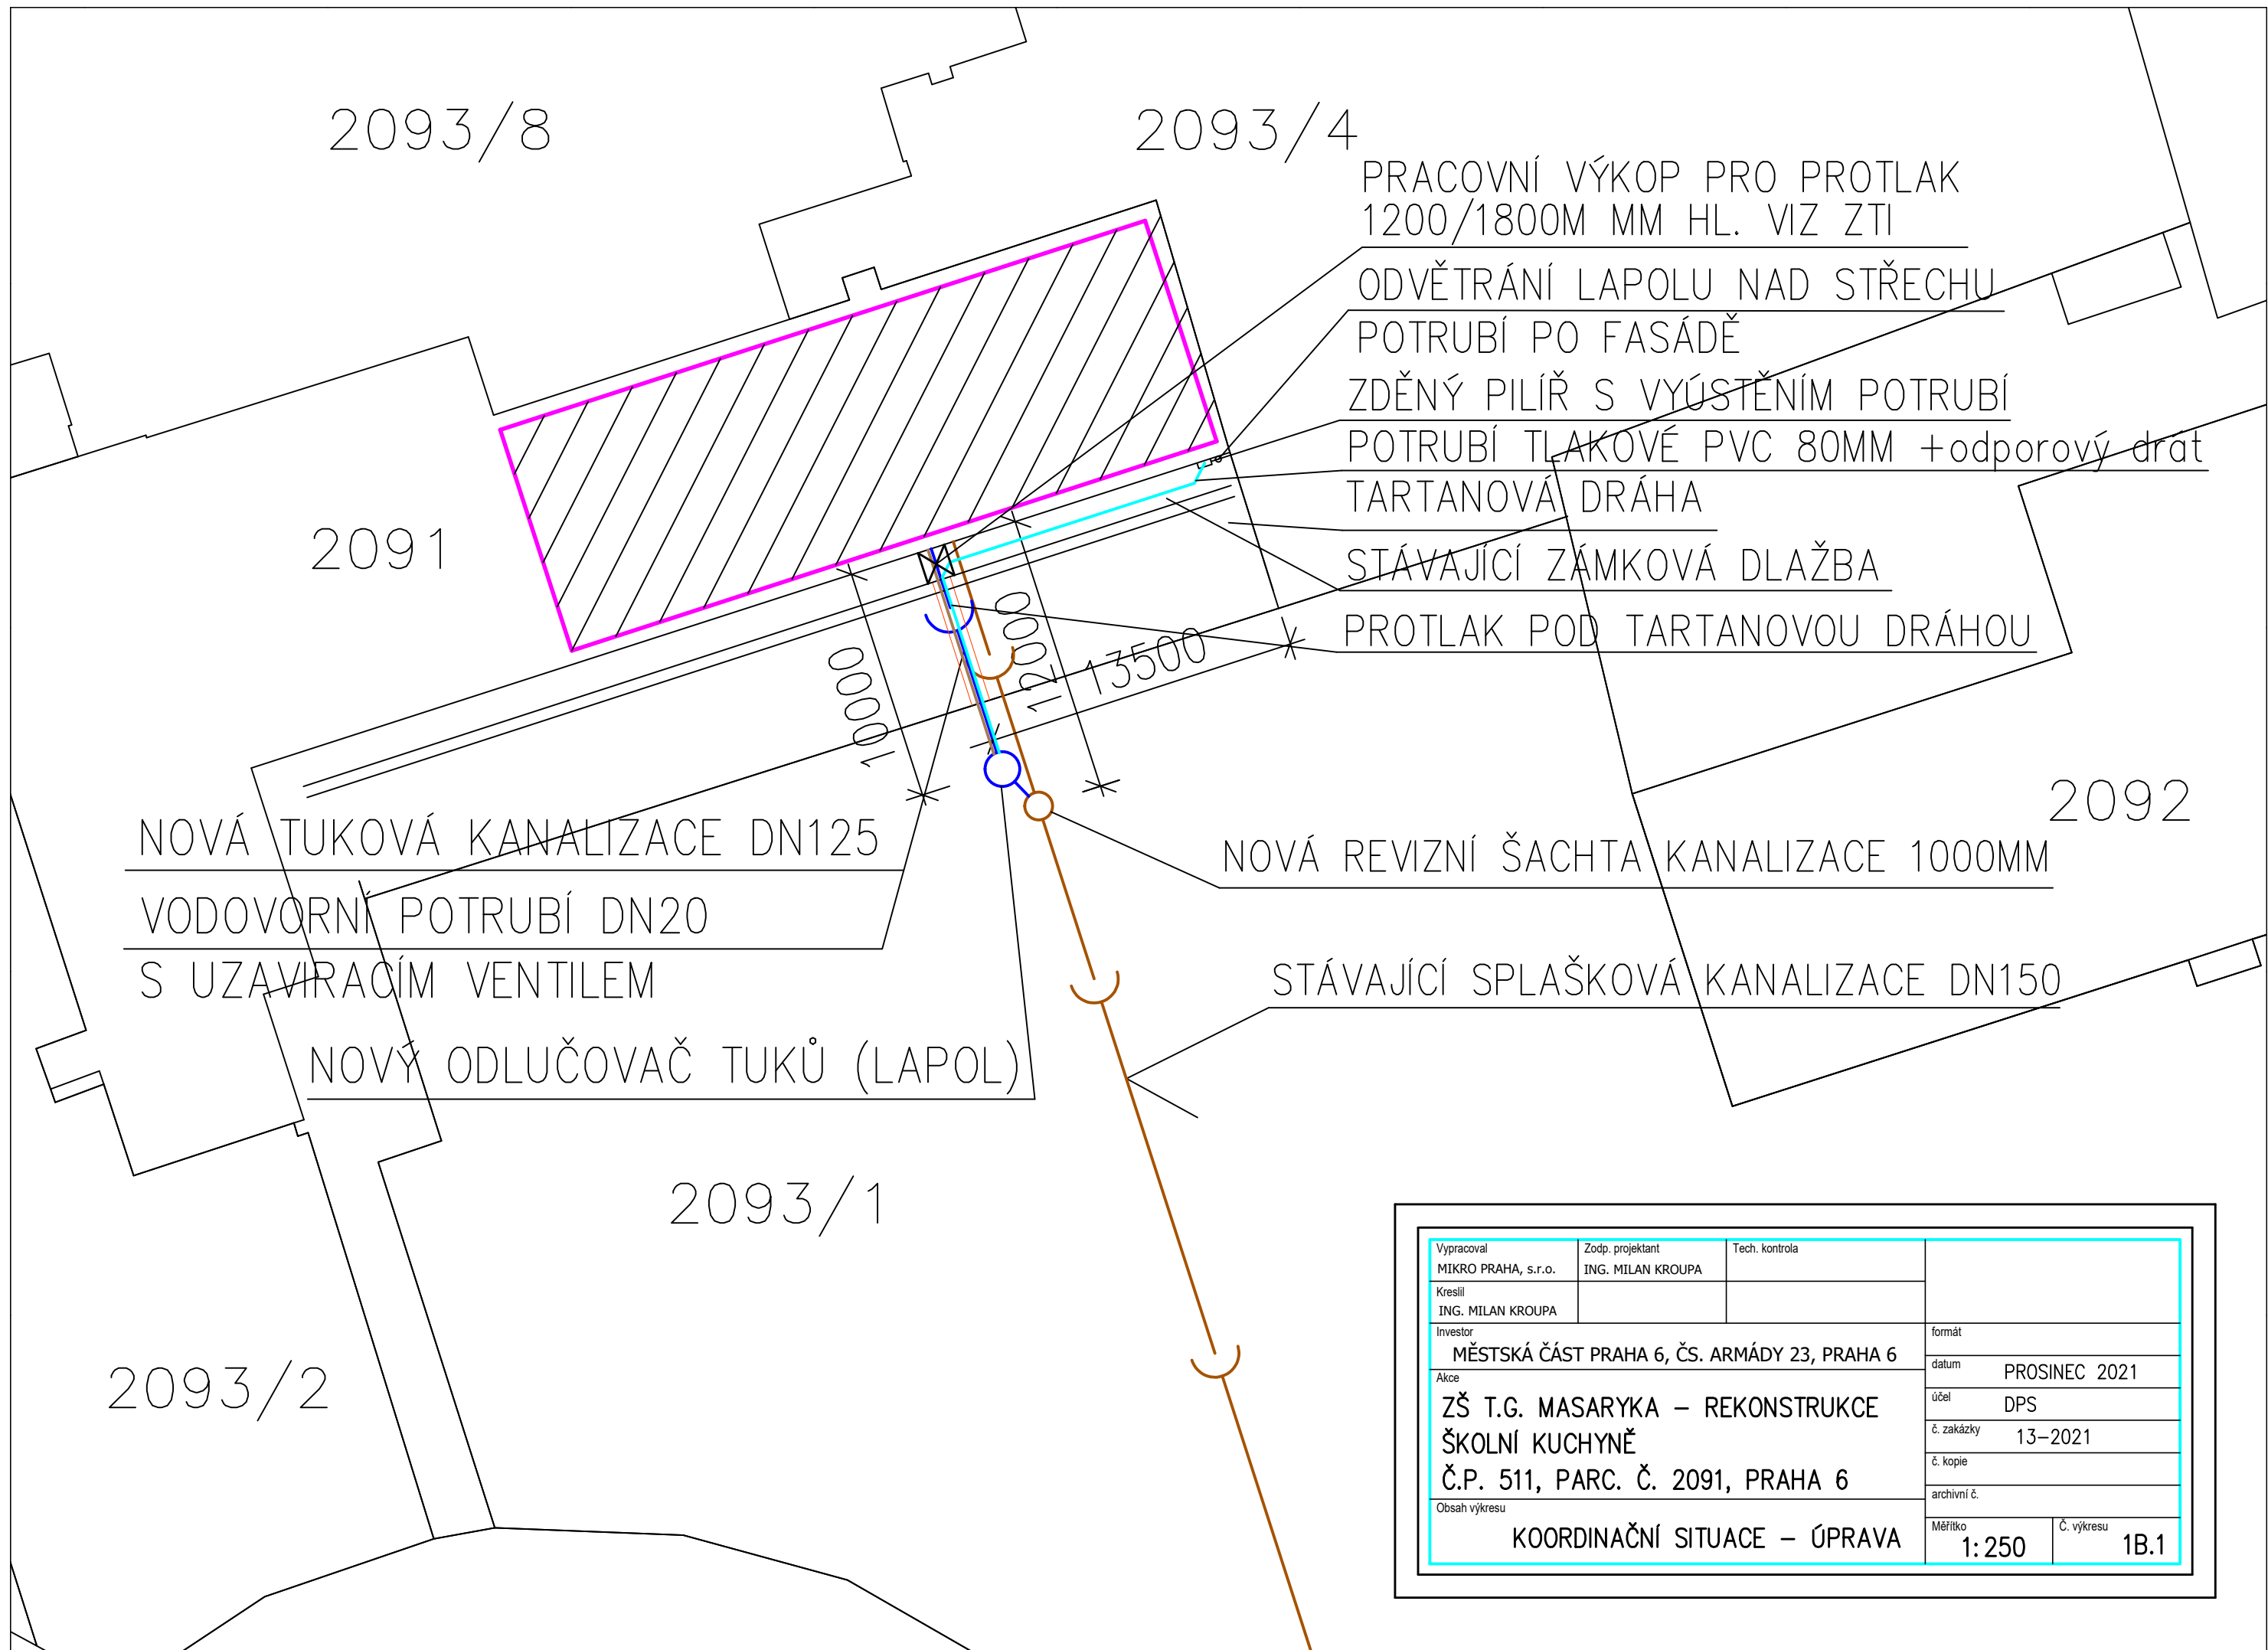 2093/8
2093/4
PRACOVNÍ VÝKOP PRO PROTLAK
1200/1800M MM HL. VIZ ZTI
ODVĚTRÁNÍ LAPOLU NAD STŘECHU
POTRUBÍ PO FASÁDĚ
ZDĚNÝ PILÍŘ S VYÚSTĚNÍM POTRUBÍ
POTRUBÍ TLAKOVÉ PVC 80MM +odporový drát
TARTANOVÁ DRÁHA
STÁVAJÍCÍ ZÁMKOVÁ DLAŽBA
PROTLAK POD TARTANOVOU DRÁHOU
2091
10000
12000
13500
2092
NOVÁ TUKOVÁ KANALIZACE DN125
VODOVORNÍ POTRUBÍ DN20
S UZAVÍRACÍM VENTILEM
NOVÝ ODLUČOVAČ TUKŮ (LAPOL)
NOVÁ REVIZNÍ ŠACHTA KANALIZACE 1000MM
STÁVAJÍCÍ SPLAŠKOVÁ KANALIZACE DN150
2093/1
2093/2
Vypracoval
MIKRO PRAHA, s.r.o.
Zodp. projektant
ING. MILAN KROUPA
Tech. kontrola
Kreslil
ING. MILAN KROUPA
Investor
MĚSTSKÁ ČÁST PRAHA 6, ČS. ARMÁDY 23, PRAHA 6
Akce
ZŠ T.G. MASARYKA – REKONSTRUKCE
ŠKOLNÍ KUCHYNĚ
Č.P. 511, PARC. Č. 2091, PRAHA 6
Obsah výkresu
KOORDINAČNÍ SITUACE – ÚPRAVA
formát
datum PROSINEC 2021
účel DPS
č. zakázky 13–2021
č. kopie
archivní č.
Měřítko
1:250
Č. výkresu
1B.1